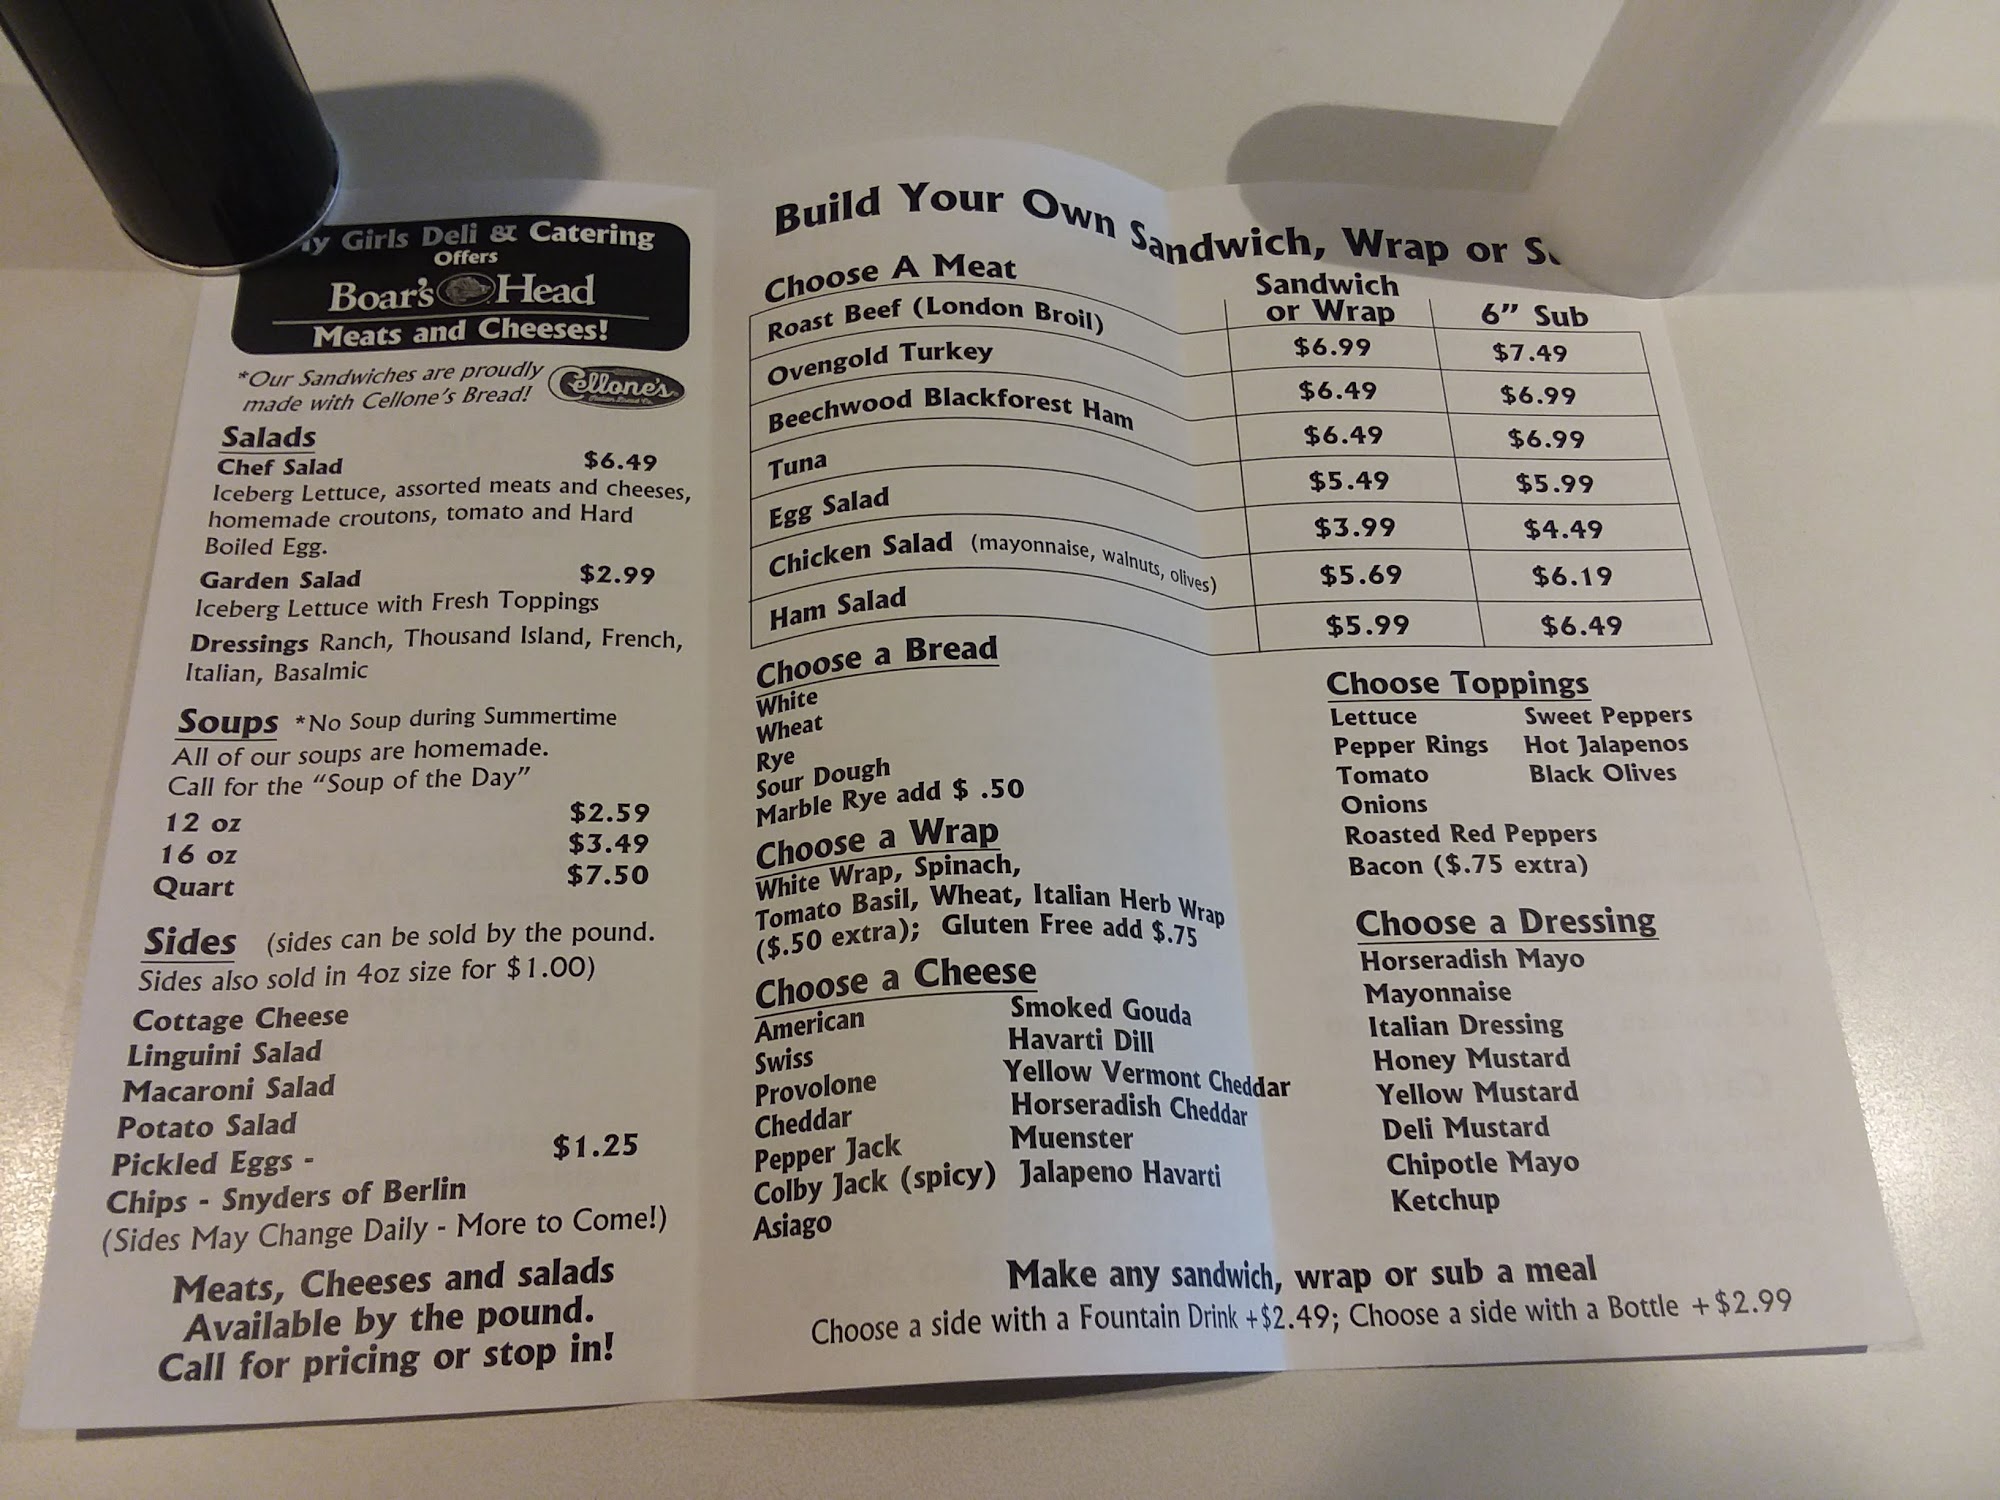 Girls Deli & Catering
Offers
Boar's Head
Meats and Cheeses!
*Our Sandwiches are proudly
made with Cellone's Bread!
Cellone's
Salads
Chef Salad $6.49
Iceberg Lettuce, assorted meats and cheeses,
homemade croutons, tomato and Hard
Boiled Egg.
Garden Salad $2.99
Iceberg Lettuce with Fresh Toppings
Dressings Ranch, Thousand Island, French,
Italian, Basalmic
Soups *No Soup during Summertime
All of our soups are homemade.
Call for the "Soup of the Day"
12 oz $2.59
16 oz $3.49
Quart $7.50
Sides (sides can be sold by the pound.
Sides also sold in 4oz size for $1.00)
Cottage Cheese
Linguini Salad
Macaroni Salad
Potato Salad
Pickled Eggs - $1.25
Chips - Snyders of Berlin
(Sides May Change Daily - More to Come!)
Meats, Cheeses and salads
Available by the pound.
Call for pricing or stop in!
Build Your Own Sandwich, Wrap or
Choose A Meat
Sandwich
or Wrap
6" Sub
Roast Beef (London Broil) $6.99 $7.49
Ovengold Turkey $6.49 $6.99
Beechwood Blackforest Ham $6.49 $6.99
Tuna $5.49 $5.99
Egg Salad $3.99 $4.49
Chicken Salad (mayonnaise, walnuts, olives) $5.69 $6.19
Ham Salad $5.99 $6.49
Choose a Bread
White
Wheat
Rye
Sour Dough
Marble Rye add $ .50
Choose a Wrap
White Wrap, Spinach,
Tomato Basil, Wheat, Italian Herb Wrap
($.50 extra); Gluten Free add $.75
Choose a Cheese
American
Swiss
Provolone
Cheddar
Pepper Jack
Colby Jack (spicy)
Asiago
Smoked Gouda
Havarti Dill
Yellow Vermont Cheddar
Horseradish Cheddar
Muenster
Jalapeno Havarti
Choose Toppings
Lettuce
Pepper Rings
Tomato
Onions
Roasted Red Peppers
Bacon ($.75 extra)
Sweet Peppers
Hot Jalapenos
Black Olives
Choose a Dressing
Horseradish Mayo
Mayonnaise
Italian Dressing
Honey Mustard
Yellow Mustard
Deli Mustard
Chipotle Mayo
Ketchup
Make any sandwich, wrap or sub a meal
Choose a side with a Fountain Drink +$2.49; Choose a side with a Bottle +$2.99